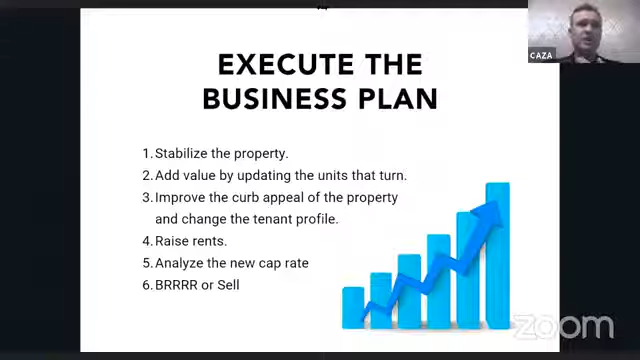 EXECUTE THE
BUSINESS PLAN
1. Stabilize the property.
2. Add value by updating the units that turn.
3. Improve the curb appeal of the property
and change the tenant profile.
4. Raise rents.
5. Analyze the new cap rate
6. BRRRR or Sell
CAZA
zoom